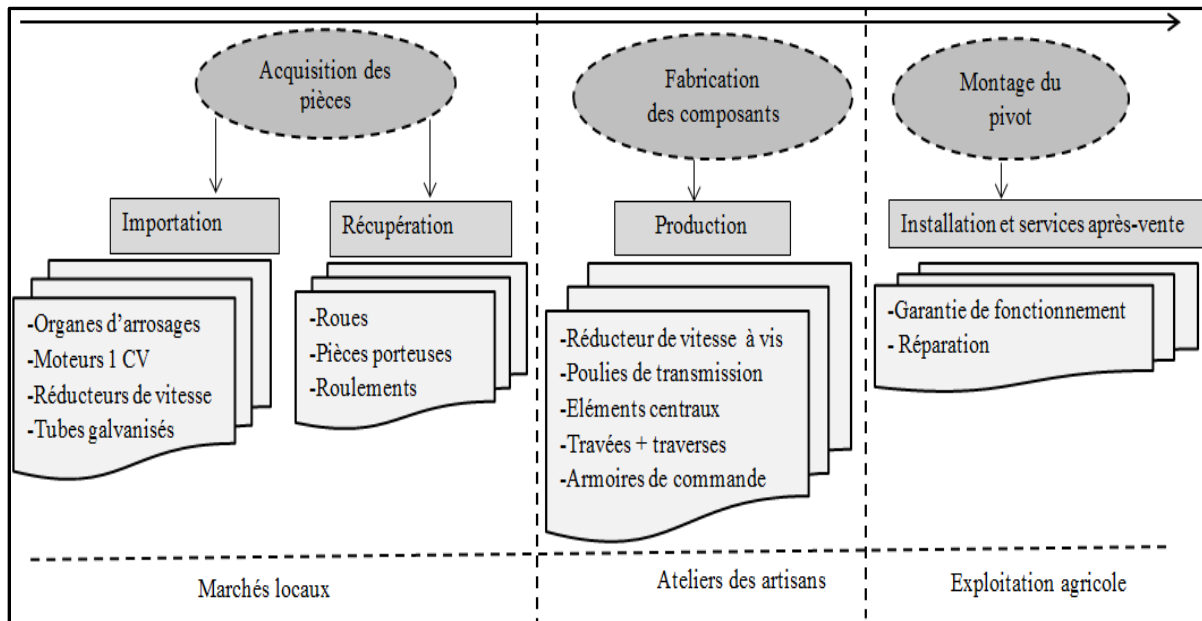 Acquisition des
pièces
Importation
-Organes d'arrosages
-Moteurs 1 CV
-Réducteurs de vitesse
-Tubes galvanisés
Récupération
-Roues
-Pièces porteuses
-Roulements
Marchés locaux
Fabrication
des composants
Production
-Réducteur de vitesse à vis
-Poulies de transmission
-Eléments centraux
-Travées + traverses
-Armoires de commande
Ateliers des artisans
Montage du
pivot
Installation et services après-vente
-Garantie de fonctionnement
- Réparation
Exploitation agricole